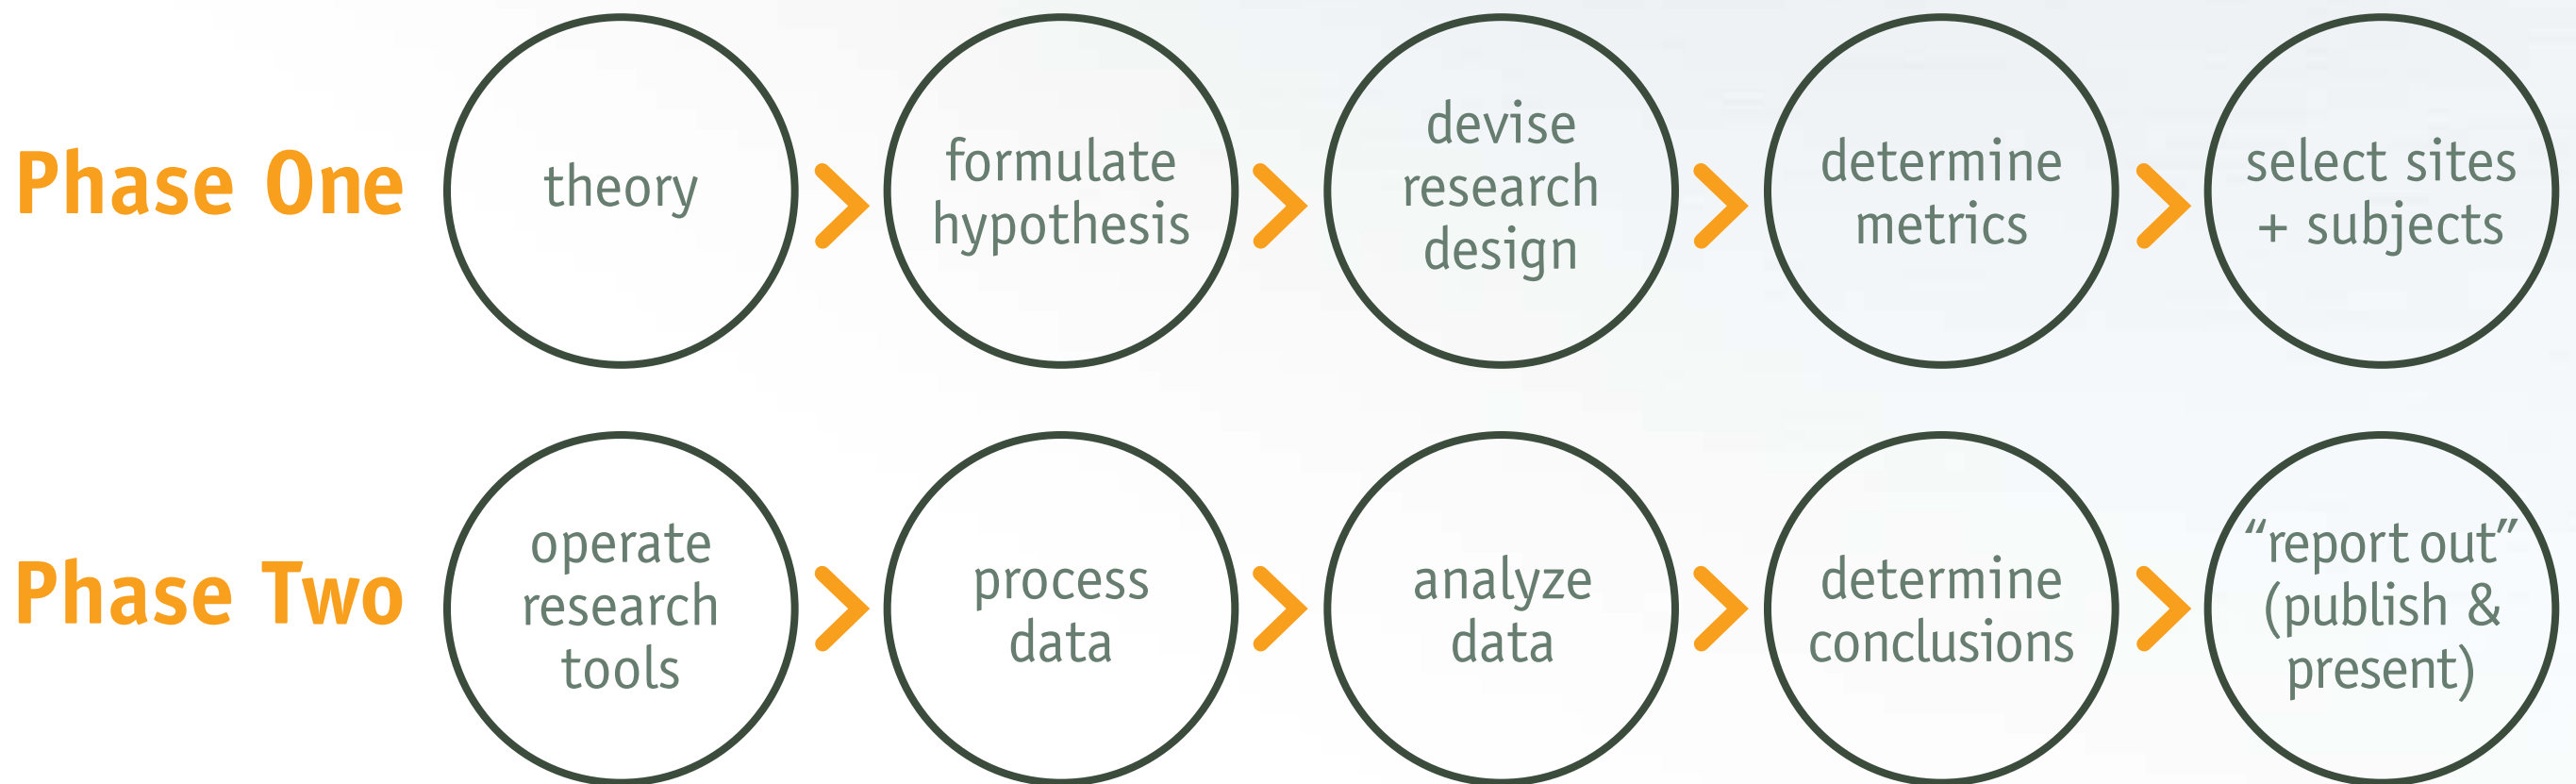 Phase One
theory
formulate
hypothesis
devise
research
design
determine
metrics
select sites
+ subjects
Phase Two
operate
research
tools
process
data
analyze
data
determine
conclusions
“report out”
(publish &
present)